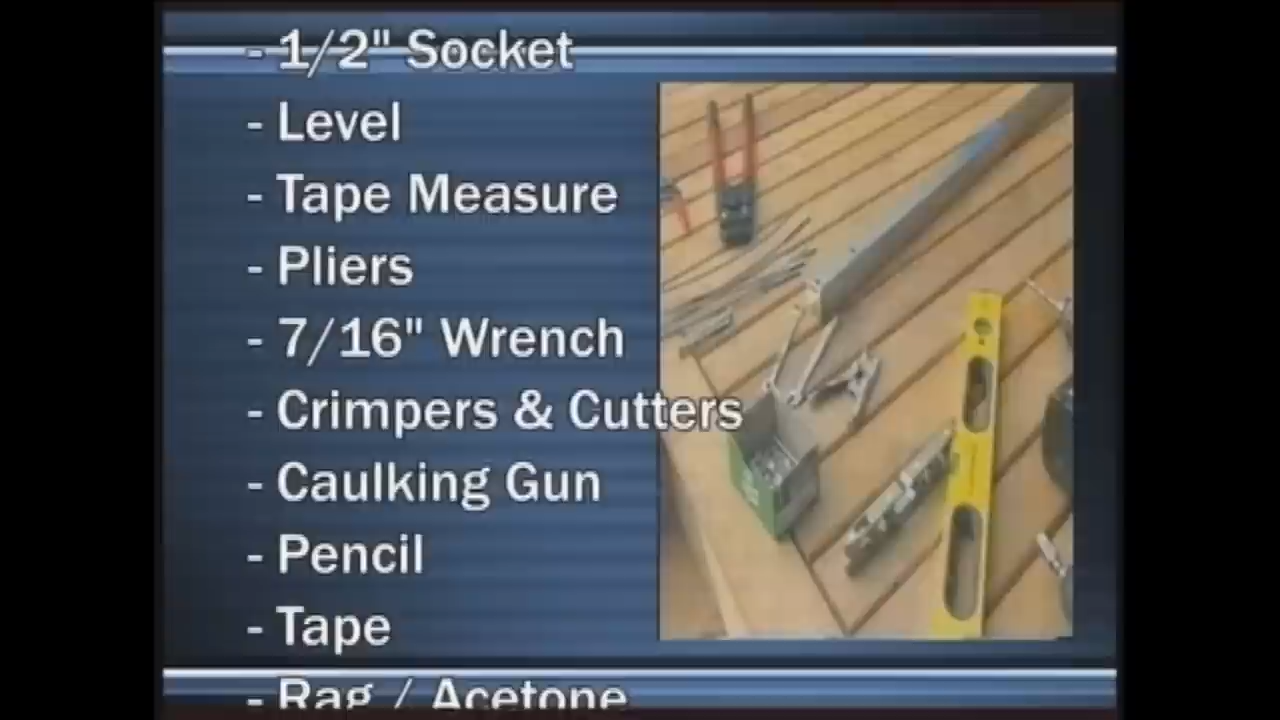 - 1/2" Socket
- Level
- Tape Measure
- Pliers
- 7/16" Wrench
- Crimpers & Cutters
- Caulking Gun
- Pencil
- Tape
- Rag / Acetone